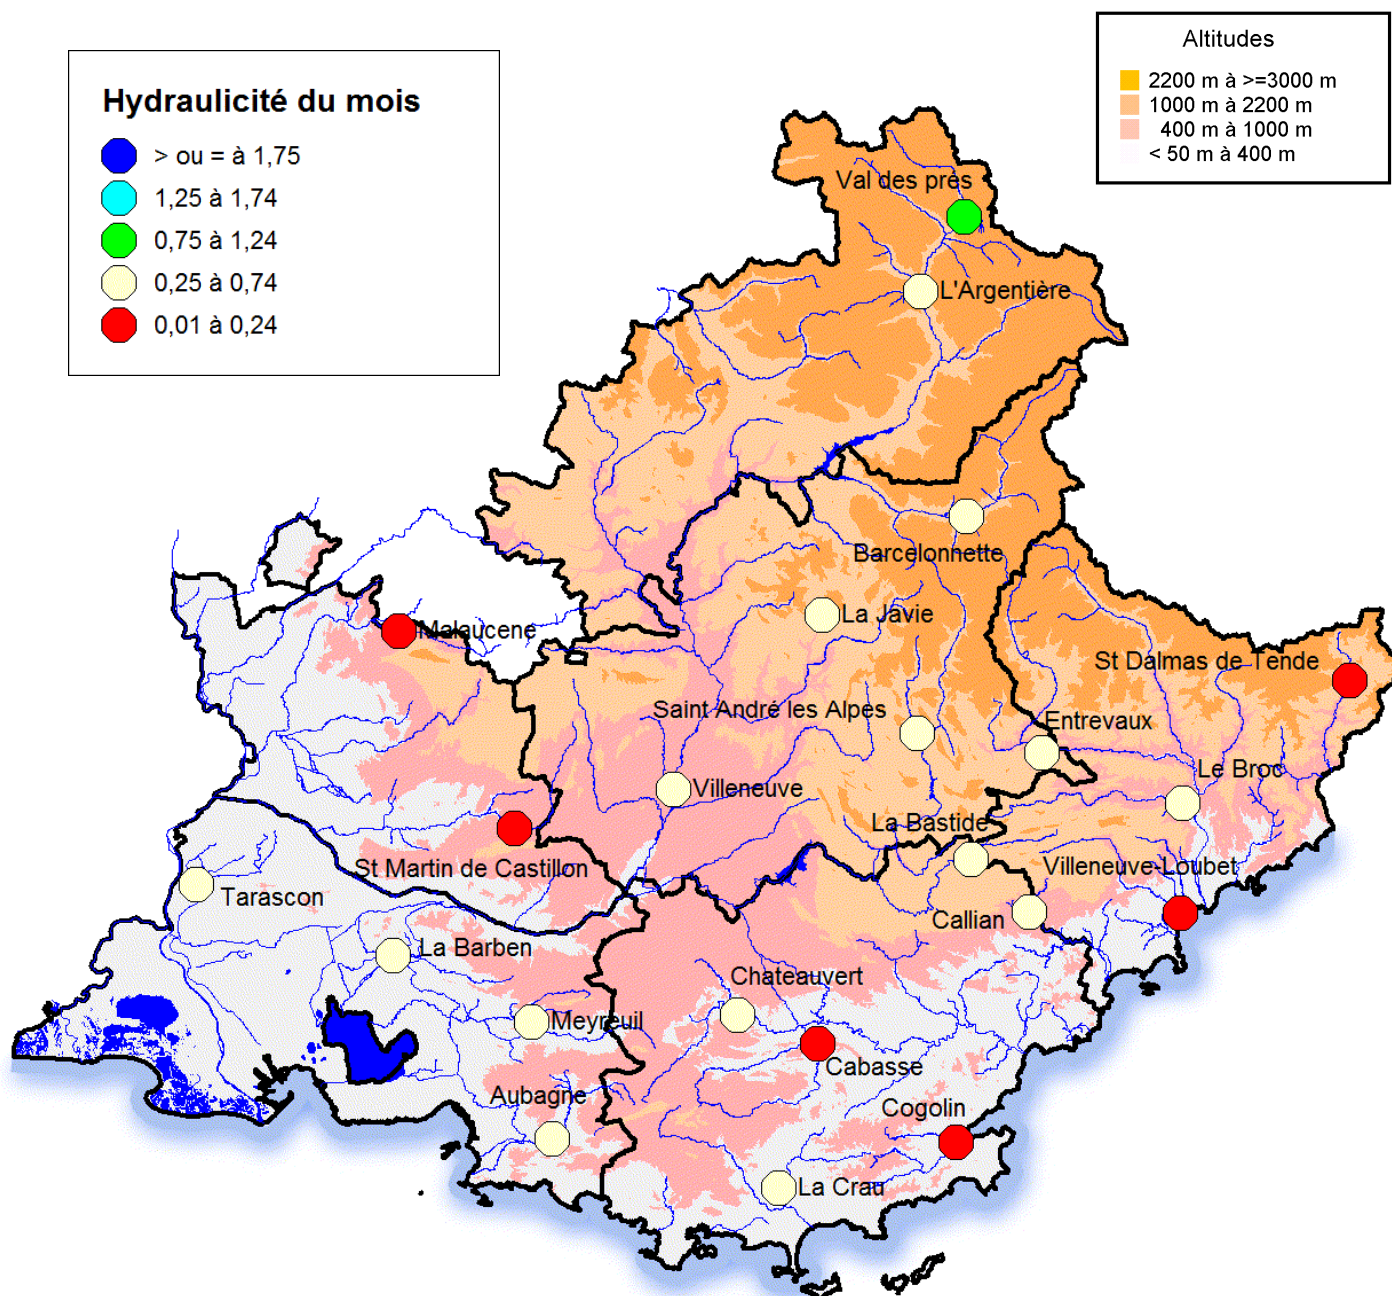 Altitudes
2200 m à >=3000 m
1000 m à 2200 m
400 m à 1000 m
< 50 m à 400 m
Hydraulicité du mois
> ou = à 1,75
1,25 à 1,74
0,75 à 1,24
0,25 à 0,74
0,01 à 0,24
Val des prés
L'Argentière
Barcelonnette
La Javie
Malaucene
St Dalmas de Tende
Saint André les Alpes
Entrevaux
Le Broc
Villeneuve
La Bastide
St Martin de Castillon
Villeneuve-Loubet
Tarascon
Callian
La Barben
Chateauvert
Meyreuil
Cabasse
Aubagne
Cogolin
La Crau